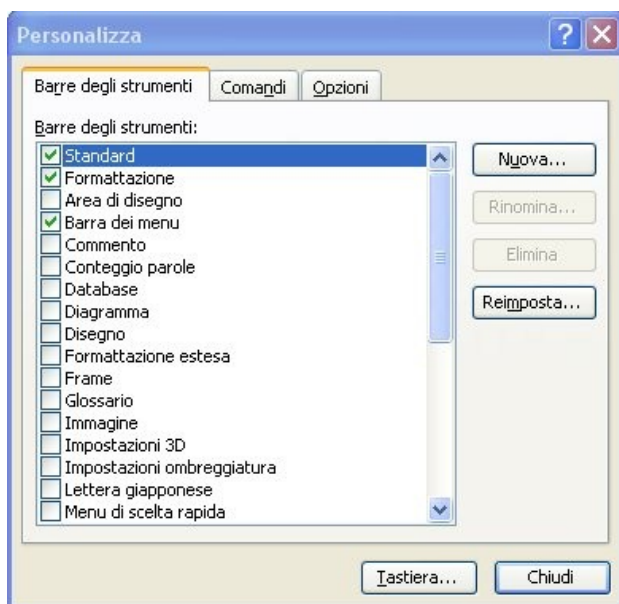 Personalizza
Barre degli strumenti
Comandi
Opzioni
Barre degli strumenti:
Standard
Formattazione
Area di disegno
Barra dei menu
Commento
Conteggio parole
Database
Diagramma
Disegno
Formattazione estesa
Frame
Glossario
Immagine
Impostazioni 3D
Impostazioni ombreggiatura
Lettera giapponese
Menu di scelta rapida
Nuova...
Rinomina...
Elimina
Reimposta...
Tastiera...
Chiudi